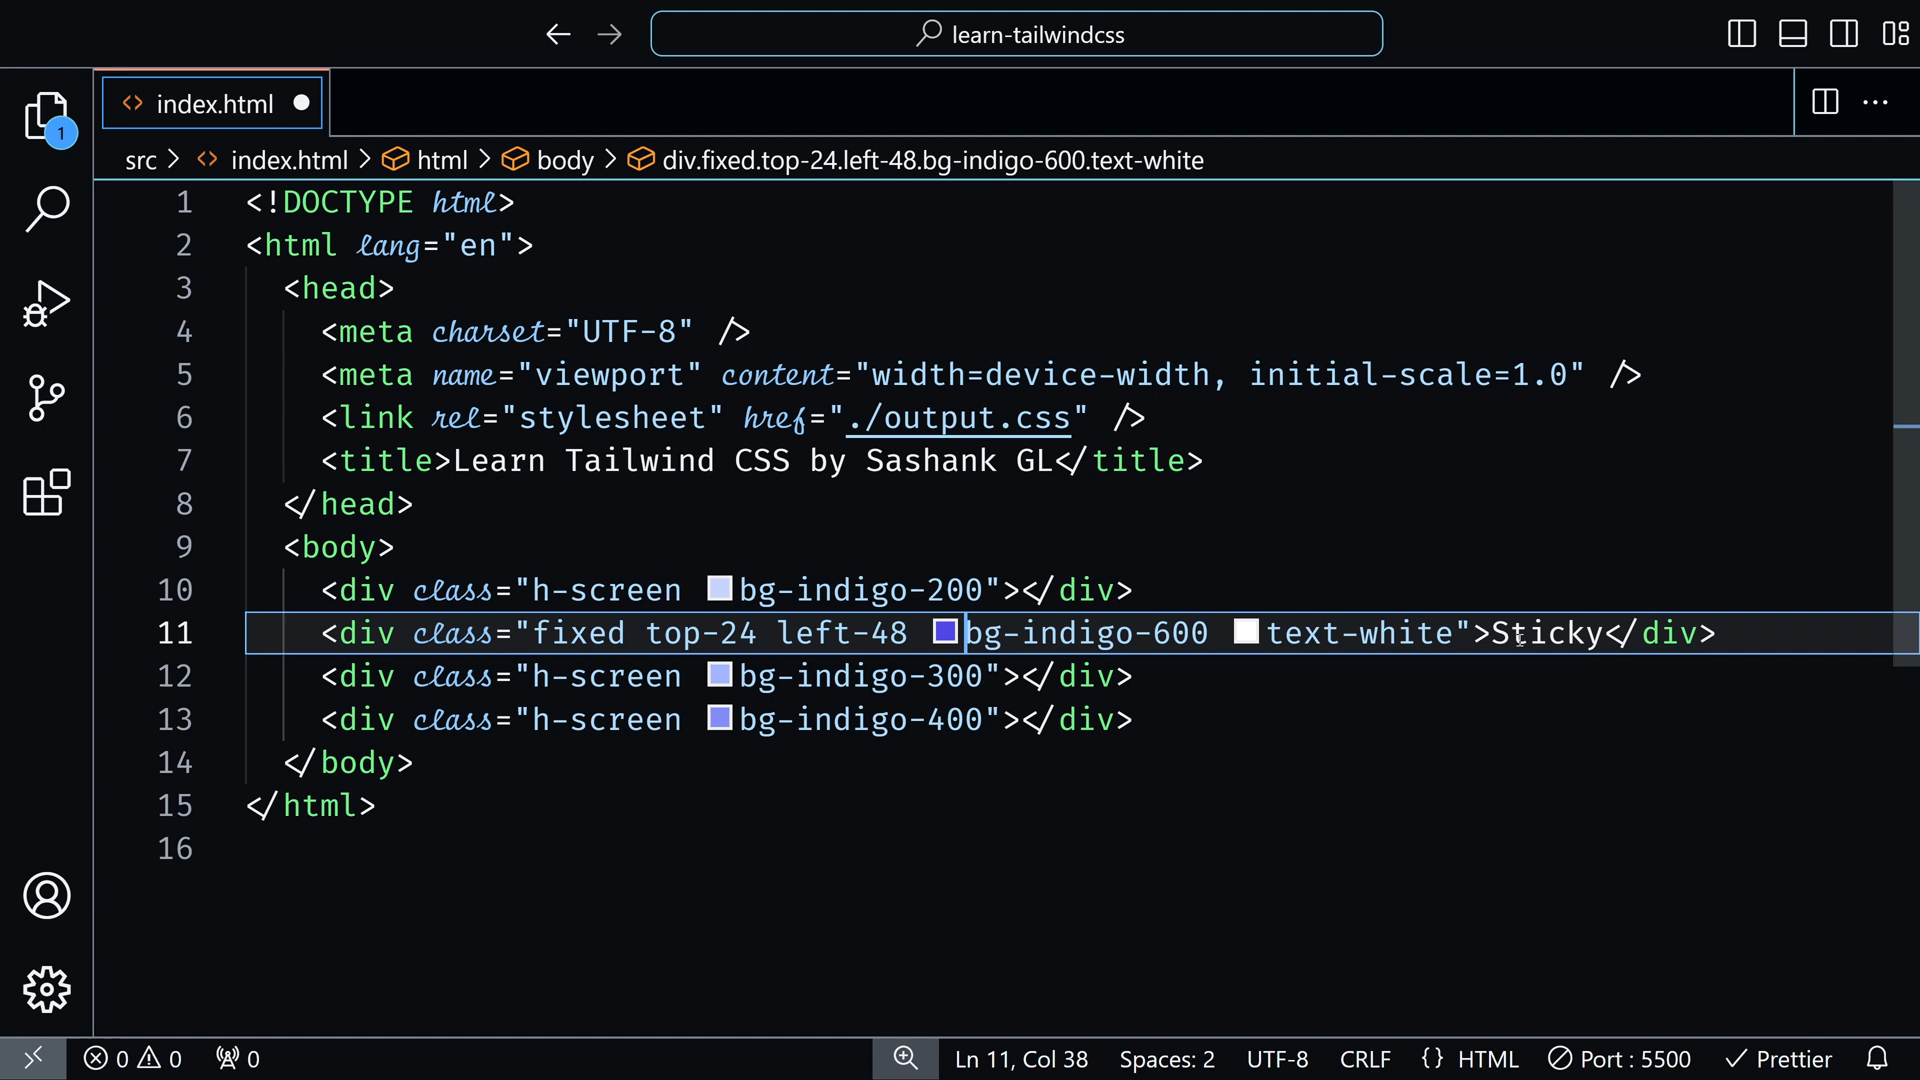 learn-tailwindcss
index.html
1
src > index.html > html > body > div.fixed.top-24.left-48.bg-indigo-600.text-white
1 <!DOCTYPE html>
2 <html lang="en">
3 <head>
4 <meta charset="UTF-8" />
5 <meta name="viewport" content="width=device-width, initial-scale=1.0" />
6 <link rel="stylesheet" href="./output.css" />
7 <title>Learn Tailwind CSS by Sashank GL</title>
8 </head>
9 <body>
10 <div class="h-screen bg-indigo-200"></div>
11 <div class="fixed top-24 left-48 bg-indigo-600 text-white">Sticky</div>
12 <div class="h-screen bg-indigo-300"></div>
13 <div class="h-screen bg-indigo-400"></div>
14 </body>
15 </html>
16
0 0 0 Ln 11, Col 38 Spaces: 2 UTF-8 CRLF {} HTML Port : 5500 Prettier